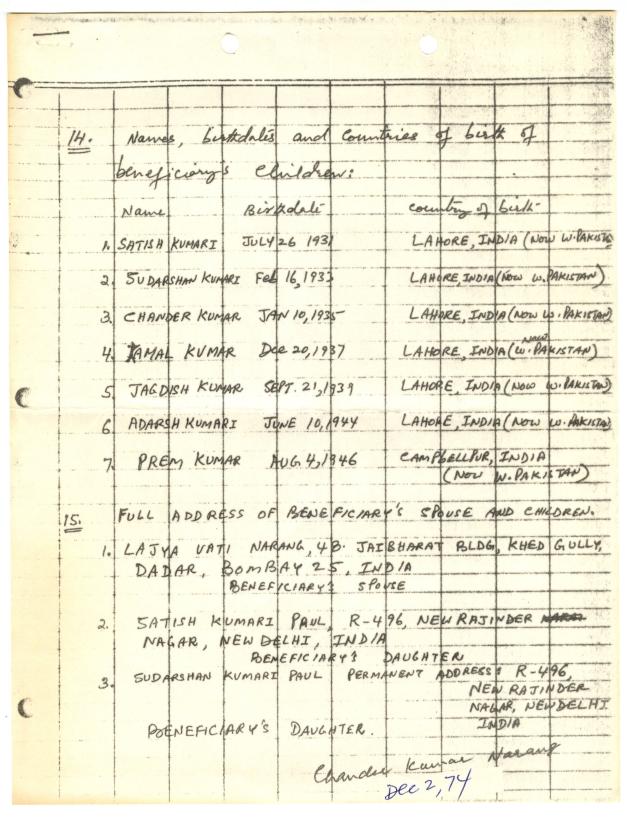 14. Names, birthdates and Countries of birth of
beneficiary's Children:
Name Birthdate Country of birth
1. SATISH KUMARI JULY 26 1931 LAHORE, INDIA (NOW W. PAKISTAN
2. SUDARSHAN KUMARI Feb 16, 1933 LAHORE, INDIA (NOW W. PAKISTAN)
3. CHANDER KUMAR JAN 10, 1935 LAHORE, INDIA (NOW W. PAKISTAN)
4. KUMAR Dec 20, 1937 LAHORE, INDIA (NOW W. PAKISTAN)
5. JAGDISH KUMAR SEPT. 21, 1939 LAHORE, INDIA (NOW W. PAKISTAN)
6. ADARSH KUMARI JUNE 10, 1944 LAHORE, INDIA (NOW W. PAKISTAN)
7. PREM KUMAR AUG 4, 1946 CAMPBELLPUR, INDIA
(NOW W. PAKISTAN)
15. FULL ADDRESS OF BENEFICIARY'S SPOUSE AND CHILDREN.
1. LAJYA VATI NARANG, 4B. JAIBHARAT BLDG, KHED GULLY,
DADAR, BOMBAY 25, INDIA
BENEFICIARY'S SPOUSE
2. SATISH KUMARI PAUL, R-496, NEW RAJINDER
NAGAR, NEW DELHI, INDIA
BENEFICIARY'S DAUGHTER
3. SUDARSHAN KUMARI PAUL PERMANENT ADDRESS: R-496,
NEW RAJINDER
NAGAR, NEW DELHI
INDIA
BENEFICIARY'S DAUGHTER.
Chander Kumar Narang
Dec 2, 74